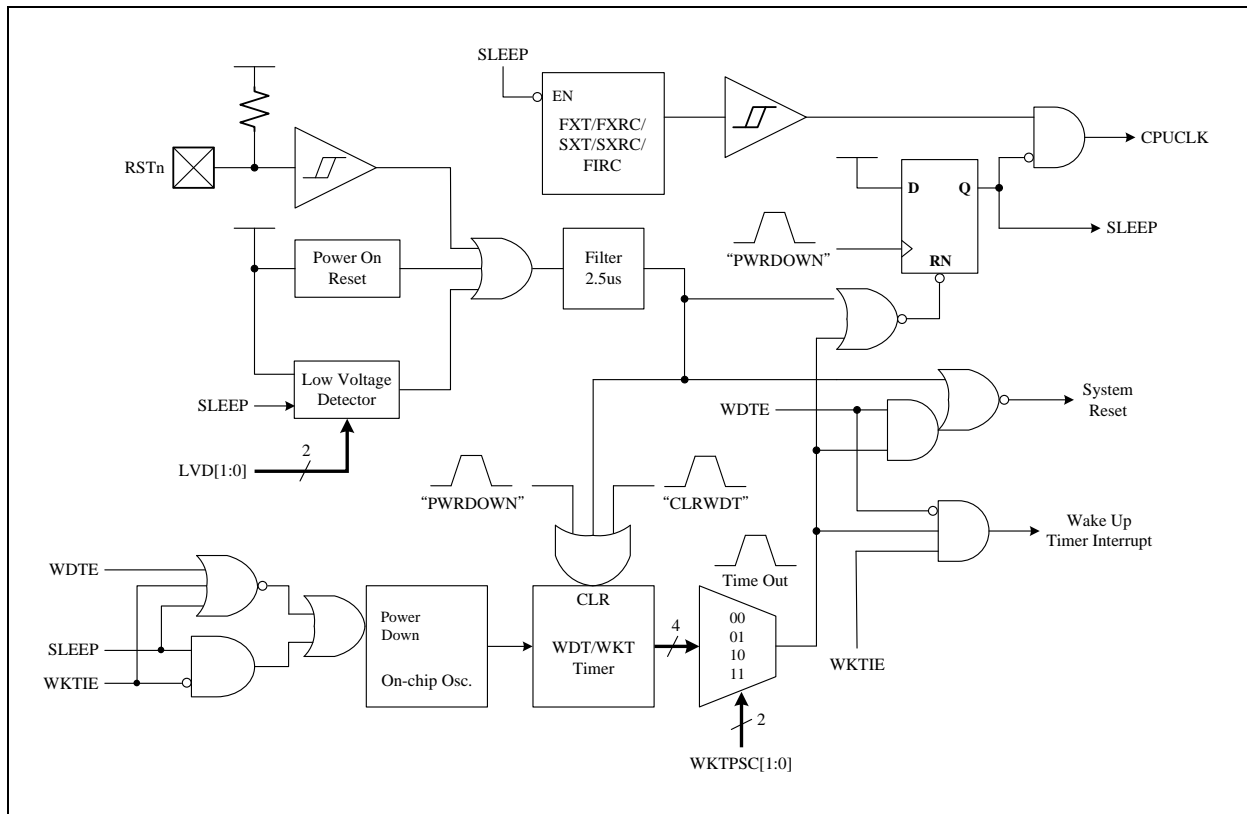 SLEEP
EN
FXT/FXRC/
SXT/SXRC/
FIRC
CPUCLK
RSTn
D
Q
RN
SLEEP
“PWRDOWN”
Power On
Reset
Filter
2.5us
Low Voltage
Detector
SLEEP
LVD[1:0]
2
WDTE
System
Reset
“PWRDOWN”
“CLRWDT”
Wake Up
Timer Interrupt
Time Out
WDTE
SLEEP
WKTIE
Power
Down
On-chip Osc.
CLR
WDT/WKT
Timer
4
00
01
10
11
WKTIE
2
WKTPSC[1:0]